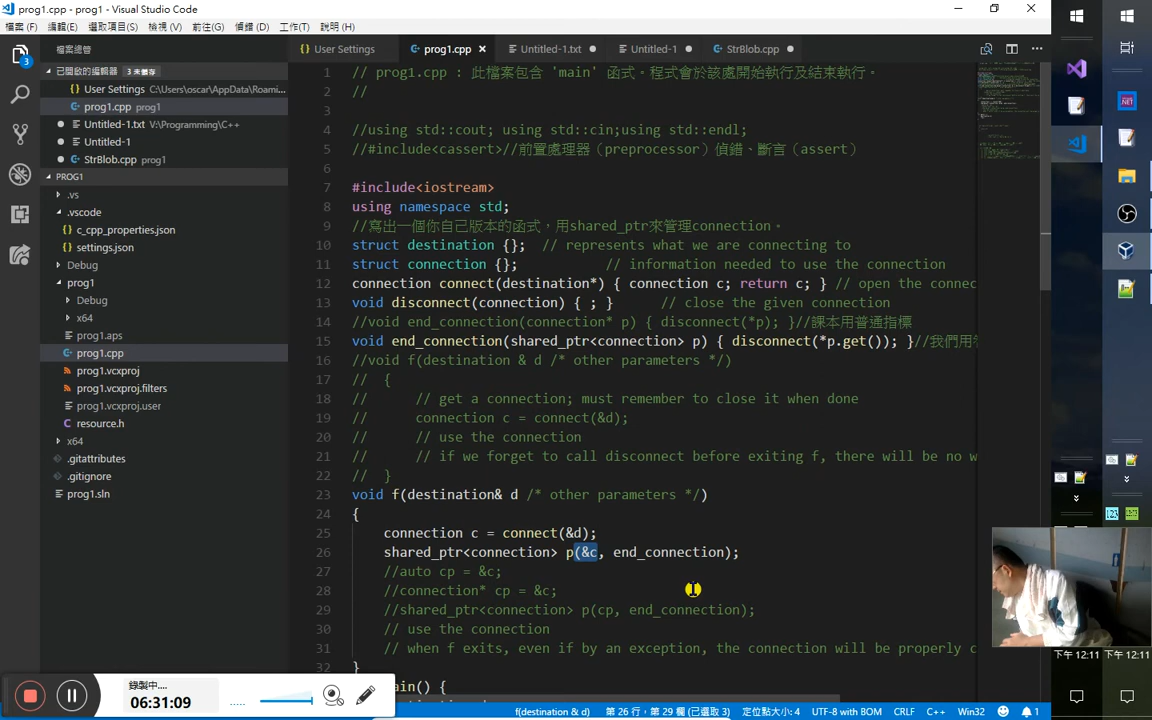 prog1.cpp - prog1 - Visual Studio Code
檔案 (F) 編輯(E) 選取項目(S) 檢視 (V) 前往(G) 偵錯 (D) 工作(T) 說明 (H)
檔案總管
已開啟的編輯器 3 未儲存
User Settings C:\Users\oscar\AppData\Roami...
prog1.cpp prog1
Untitled-1.txt V:\Programming\C++
Untitled-1
StrBlob.cpp prog1
PROG1
.vs
.vscode
c_cpp_properties.json
settings.json
Debug
prog1
Debug
x64
prog1.aps
prog1.cpp
prog1.vcxproj
prog1.vcxproj.filters
prog1.vcxproj.user
resource.h
x64
.gitattributes
.gitignore
prog1.sln
{} User Settings prog1.cpp Untitled-1.txt Untitled-1 StrBlob.cpp
1 // prog1.cpp : 此檔案包含 'main' 函式。程式會於該處開始執行及結束執行。
2 //
3
4 //using std::cout; using std::cin;using std::endl;
5 //#include<cassert>//前置處理器（preprocessor）偵錯、斷言（assert）
6
7 #include<iostream>
8 using namespace std;
9 //寫出一個你自己版本的函式，用shared_ptr來管理connection。
10 struct destination {}; // represents what we are connecting to
11 struct connection {}; // information needed to use the connection
12 connection connect(destination*) { connection c; return c; } // open the connec
13 void disconnect(connection) { ; } // close the given connection
14 //void end_connection(connection* p) { disconnect(*p); }//課本用普通指標
15 void end_connection(shared_ptr<connection> p) { disconnect(*p.get()); }//我們用
16 //void f(destination & d /* other parameters */)
17 // {
18 // // get a connection; must remember to close it when done
19 // connection c = connect(&d);
20 // // use the connection
21 // // if we forget to call disconnect before exiting f, there will be no w
22 // }
23 void f(destination& d /* other parameters */)
24 {
25 connection c = connect(&d);
26 shared_ptr<connection> p(&c, end_connection);
27 //auto cp = &c;
28 //connection* cp = &c;
29 //shared_ptr<connection> p(cp, end_connection);
30 // use the connection
31 // when f exits, even if by an exception, the connection will be properly c
32 }
ain() {
錄製中....
06:31:09
f(destination & d) 第 26 行，第 29 欄 (已選取 3) 定位點大小: 4 UTF-8 with BOM CRLF C++ Win32 1
3
.NET
123
下午 12:11 下午 12:11